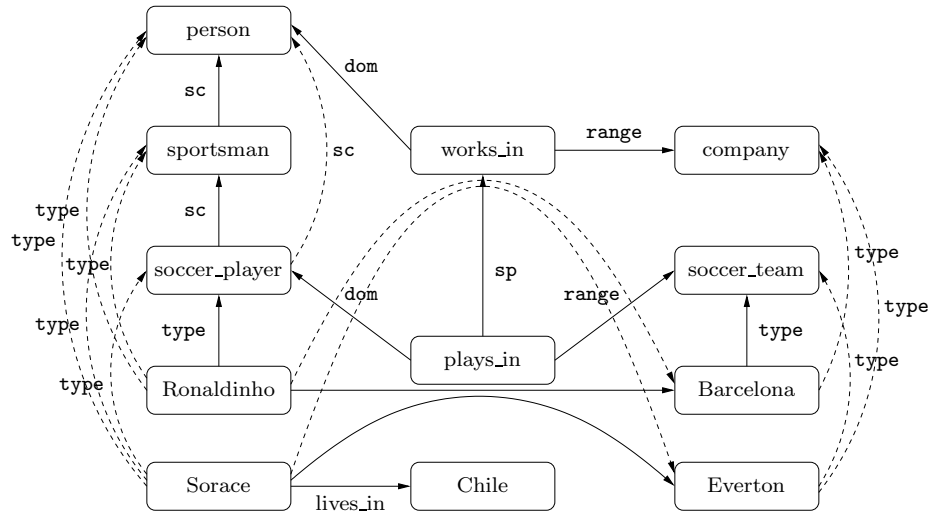 person
dom
sc
sportsman
sc
works_in
range
company
type
type
sc
type
type
soccer_player
sp
soccer_team
dom
range
type
type
type
type
type
type
plays_in
Ronaldinho
Barcelona
Sorace
Chile
Everton
lives_in